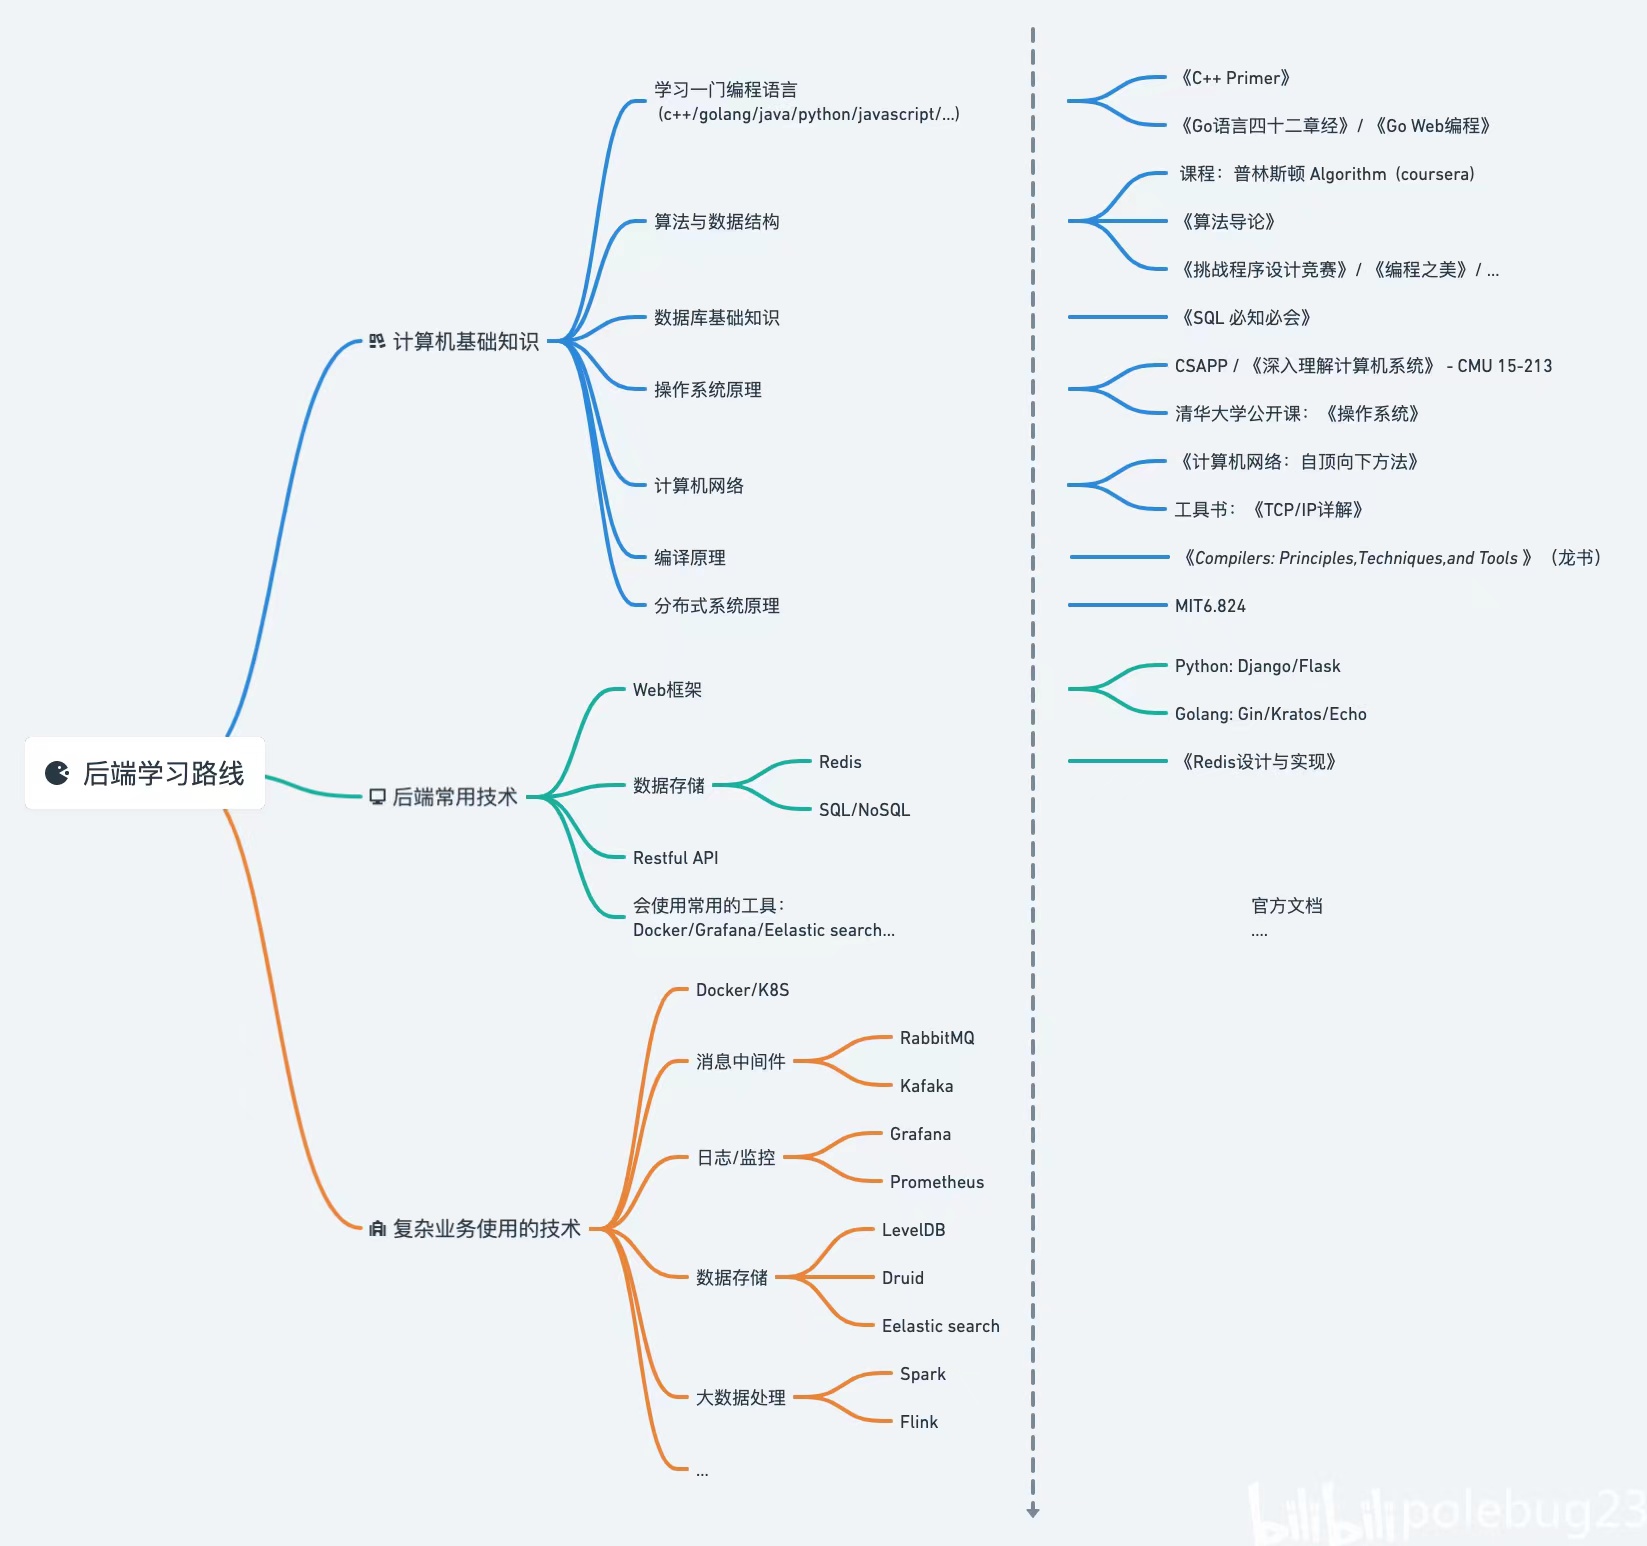 学习一门编程语言
(c++/golang/java/python/javascript/...)
《C++ Primer》
《Go语言四十二章经》/ 《Go Web编程》
课程：普林斯顿 Algorithm (coursera)
算法与数据结构
《算法导论》
《挑战程序设计竞赛》/ 《编程之美》/ ...
数据库基础知识
《SQL 必知必会》
计算机基础知识
操作系统原理
CSAPP / 《深入理解计算机系统》 - CMU 15-213
清华大学公开课：《操作系统》
计算机网络
《计算机网络：自顶向下方法》
工具书：《TCP/IP详解》
编译原理
《Compilers: Principles,Techniques,and Tools 》（龙书）
分布式系统原理
MIT6.824
后端学习路线
后端常用技术
Web框架
Python: Django/Flask
Golang: Gin/Kratos/Echo
数据存储
Redis
《Redis设计与实现》
SQL/NoSQL
Restful API
会使用常用的工具：
Docker/Grafana/Eelastic search...
官方文档
....
复杂业务使用的技术
Docker/K8S
消息中间件
RabbitMQ
Kafaka
日志/监控
Grafana
Prometheus
数据存储
LevelDB
Druid
Eelastic search
大数据处理
Spark
Flink
...
bilibili polebug23